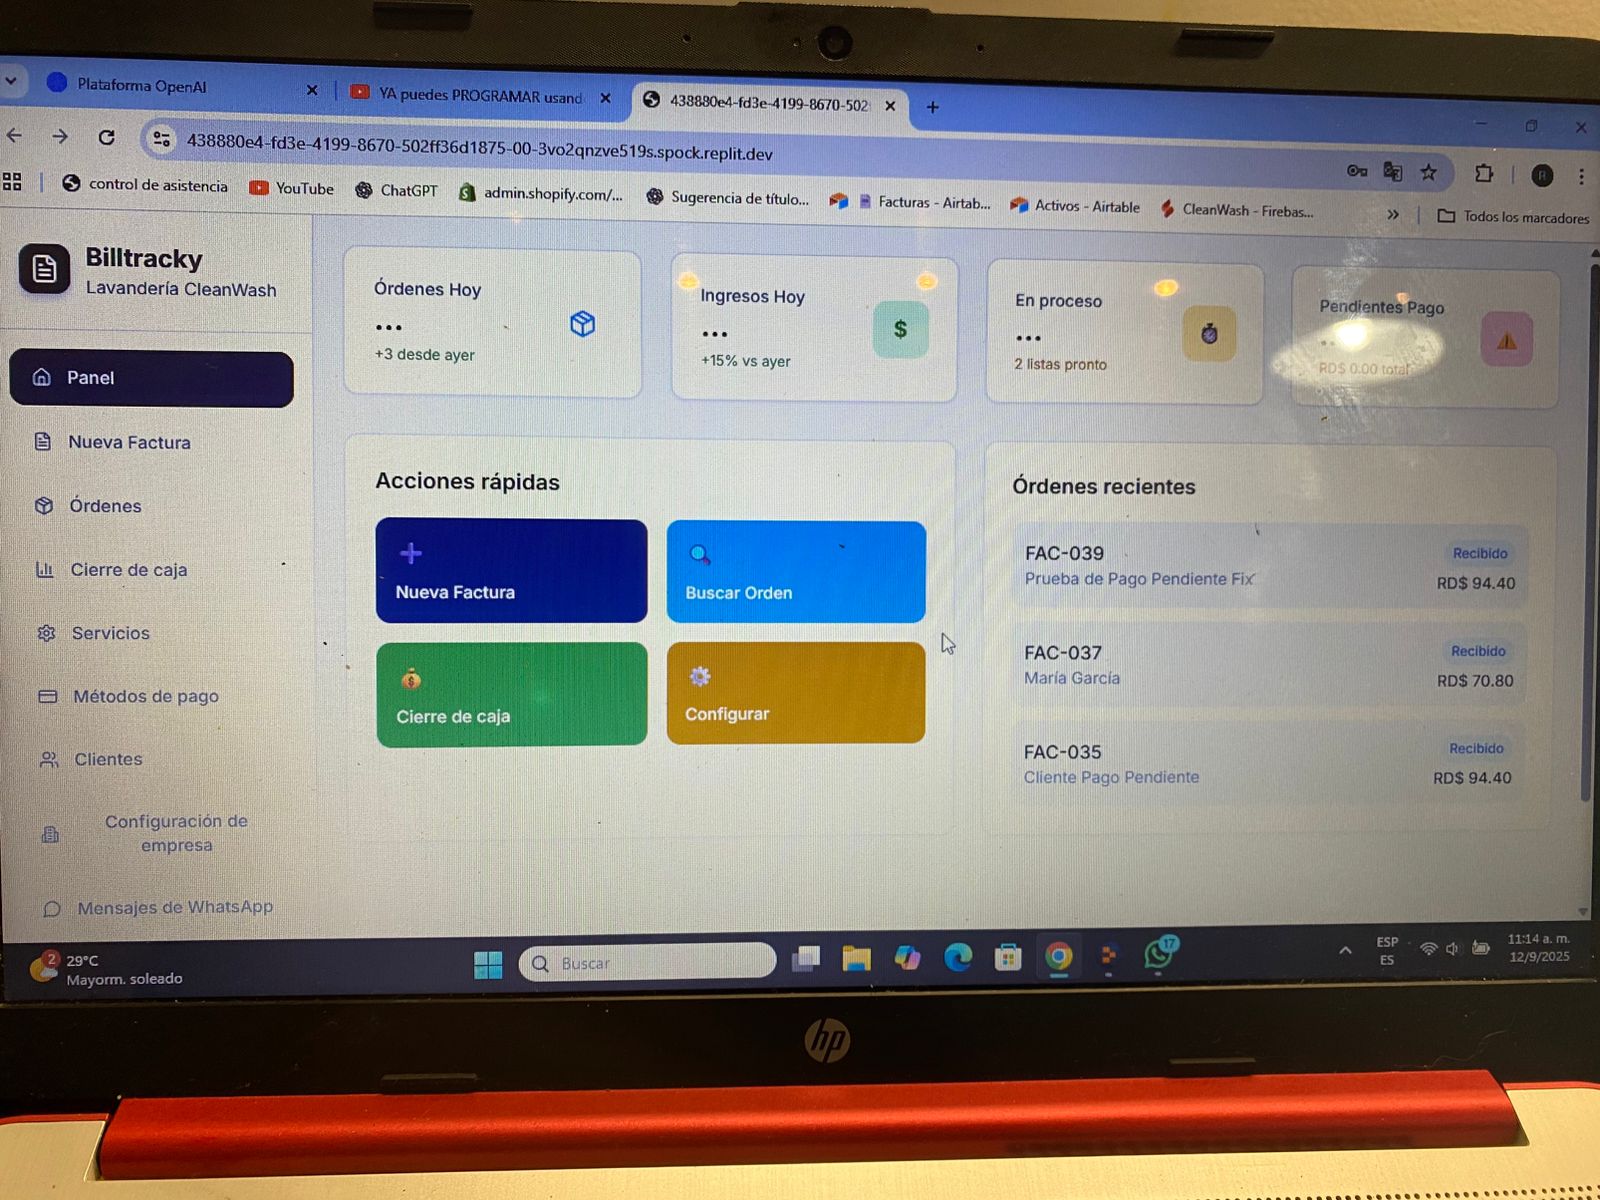 Plataforma OpenAI
YA puedes PROGRAMAR usand
438880e4-fd3e-4199-8670-502
438880e4-fd3e-4199-8670-502ff36d1875-00-3vo2qnzve519s.spock.replit.dev
control de asistencia
YouTube
ChatGPT
admin.shopify.com/...
Sugerencia de título...
Facturas - Airtab...
Activos - Airtable
CleanWash - Firebas...
Todos los marcadores
Billtracky
Lavandería CleanWash
Panel
Nueva Factura
Órdenes
Cierre de caja
Servicios
Métodos de pago
Clientes
Configuración de
empresa
Mensajes de WhatsApp
Órdenes Hoy
...
+3 desde ayer
Ingresos Hoy
...
$
+15% vs ayer
En proceso
...
2 listas pronto
Pendientes Pago
RD$ 0.00 total
Acciones rápidas
Nueva Factura
Buscar Orden
Cierre de caja
Configurar
Órdenes recientes
FAC-039
Recibido
Prueba de Pago Pendiente Fix
RD$ 94.40
FAC-037
Recibido
María García
RD$ 70.80
FAC-035
Recibido
Cliente Pago Pendiente
RD$ 94.40
2
29°C
Mayorm. soleado
Buscar
17
ESP
ES
11:14 a. m.
12/9/2025
hp